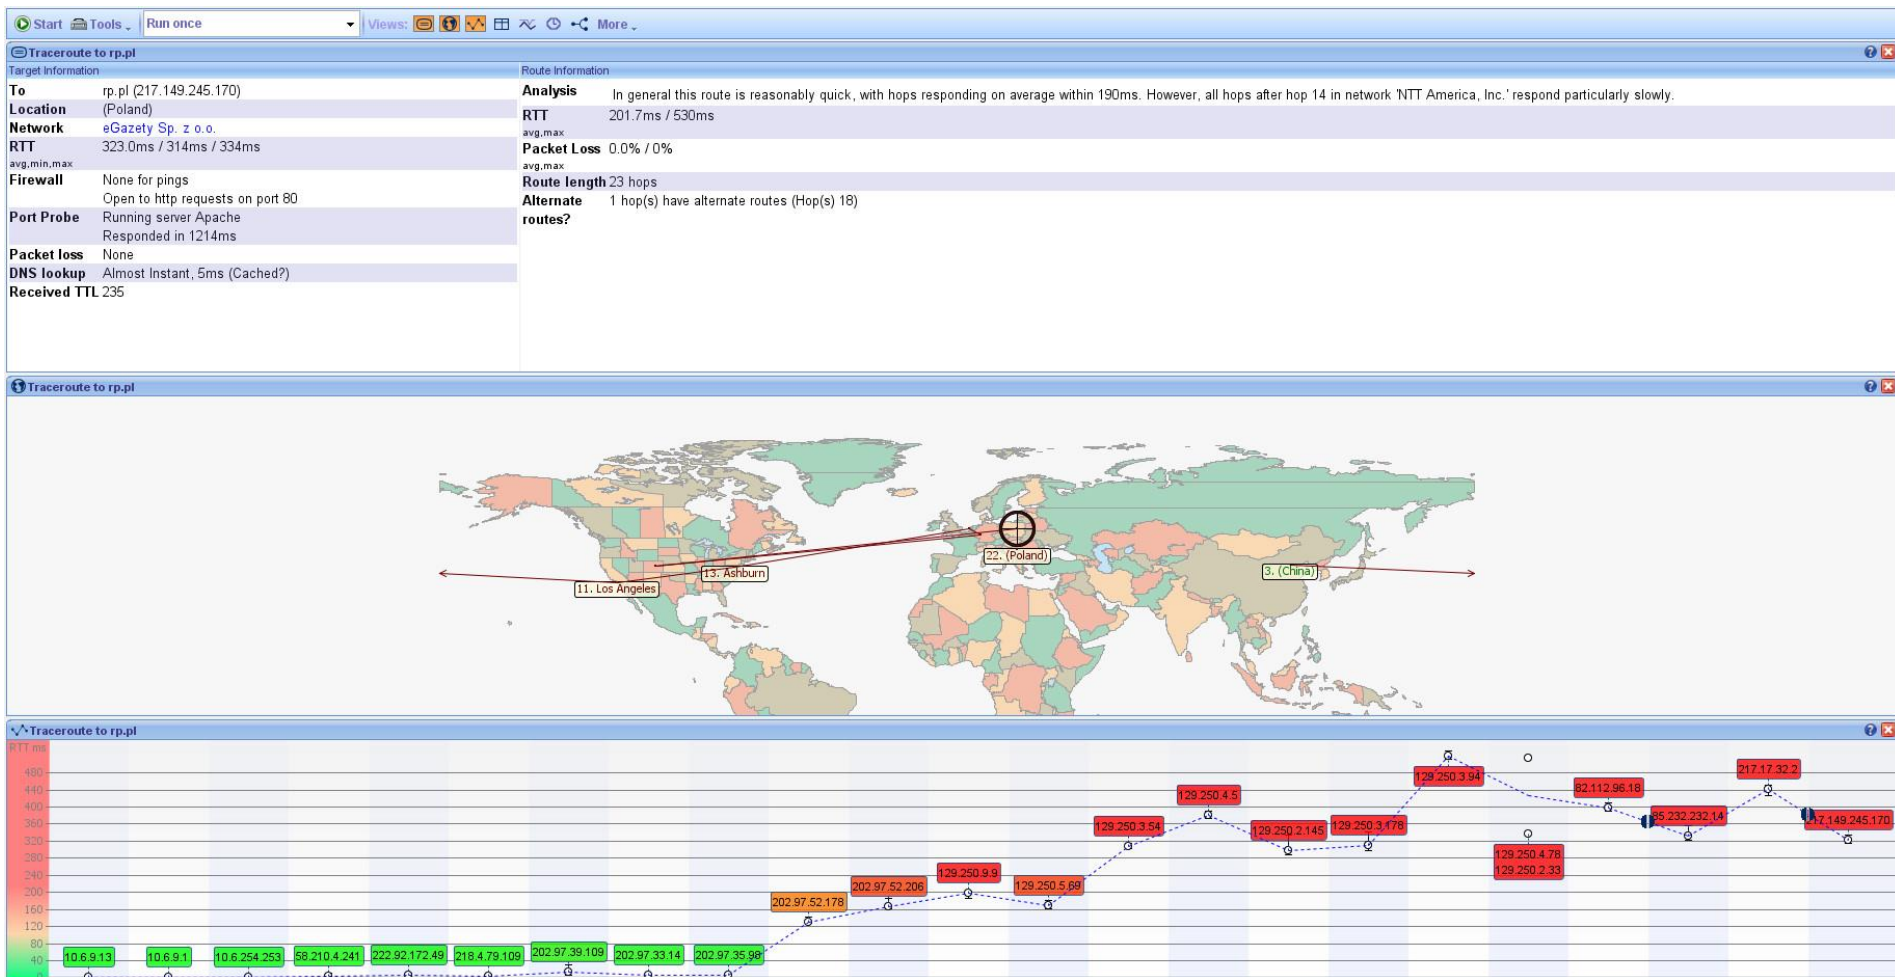 Start Tools Run once Views: More
Traceroute to rp.pl
Target Information
To rp.pl (217.149.245.170)
Location (Poland)
Network eGazety Sp. z o.o.
RTT 323.0ms / 314ms / 334ms
avg,min,max
Firewall None for pings
Open to http requests on port 80
Port Probe Running server Apache
Responded in 1214ms
Packet loss None
DNS lookup Almost Instant, 5ms (Cached?)
Received TTL 235
Route Information
Analysis In general this route is reasonably quick, with hops responding on average within 190ms. However, all hops after hop 14 in network 'NTT America, Inc.' respond particularly slowly.
RTT 201.7ms / 530ms
avg,max
Packet Loss 0.0% / 0%
avg,max
Route length 23 hops
Alternate 1 hop(s) have alternate routes (Hop(s) 18)
routes?
Traceroute to rp.pl
22. (Poland)
3. (China)
13. Ashburn
11. Los Angeles
Traceroute to rp.pl
RTT ms
480
440
400
360
320
280
240
200
160
120
80
40
0
10.6.9.13
10.6.9.1
10.6.254.253
58.210.4.241
222.92.172.49
218.4.79.109
202.97.39.109
202.97.33.14
202.97.35.98
202.97.52.178
202.97.52.206
129.250.9.9
129.250.5.69
129.250.3.54
129.250.4.5
129.250.2.145
129.250.3.178
129.250.3.94
129.250.4.78
129.250.2.33
82.112.96.18
85.232.232.14
217.17.32.2
217.149.245.170